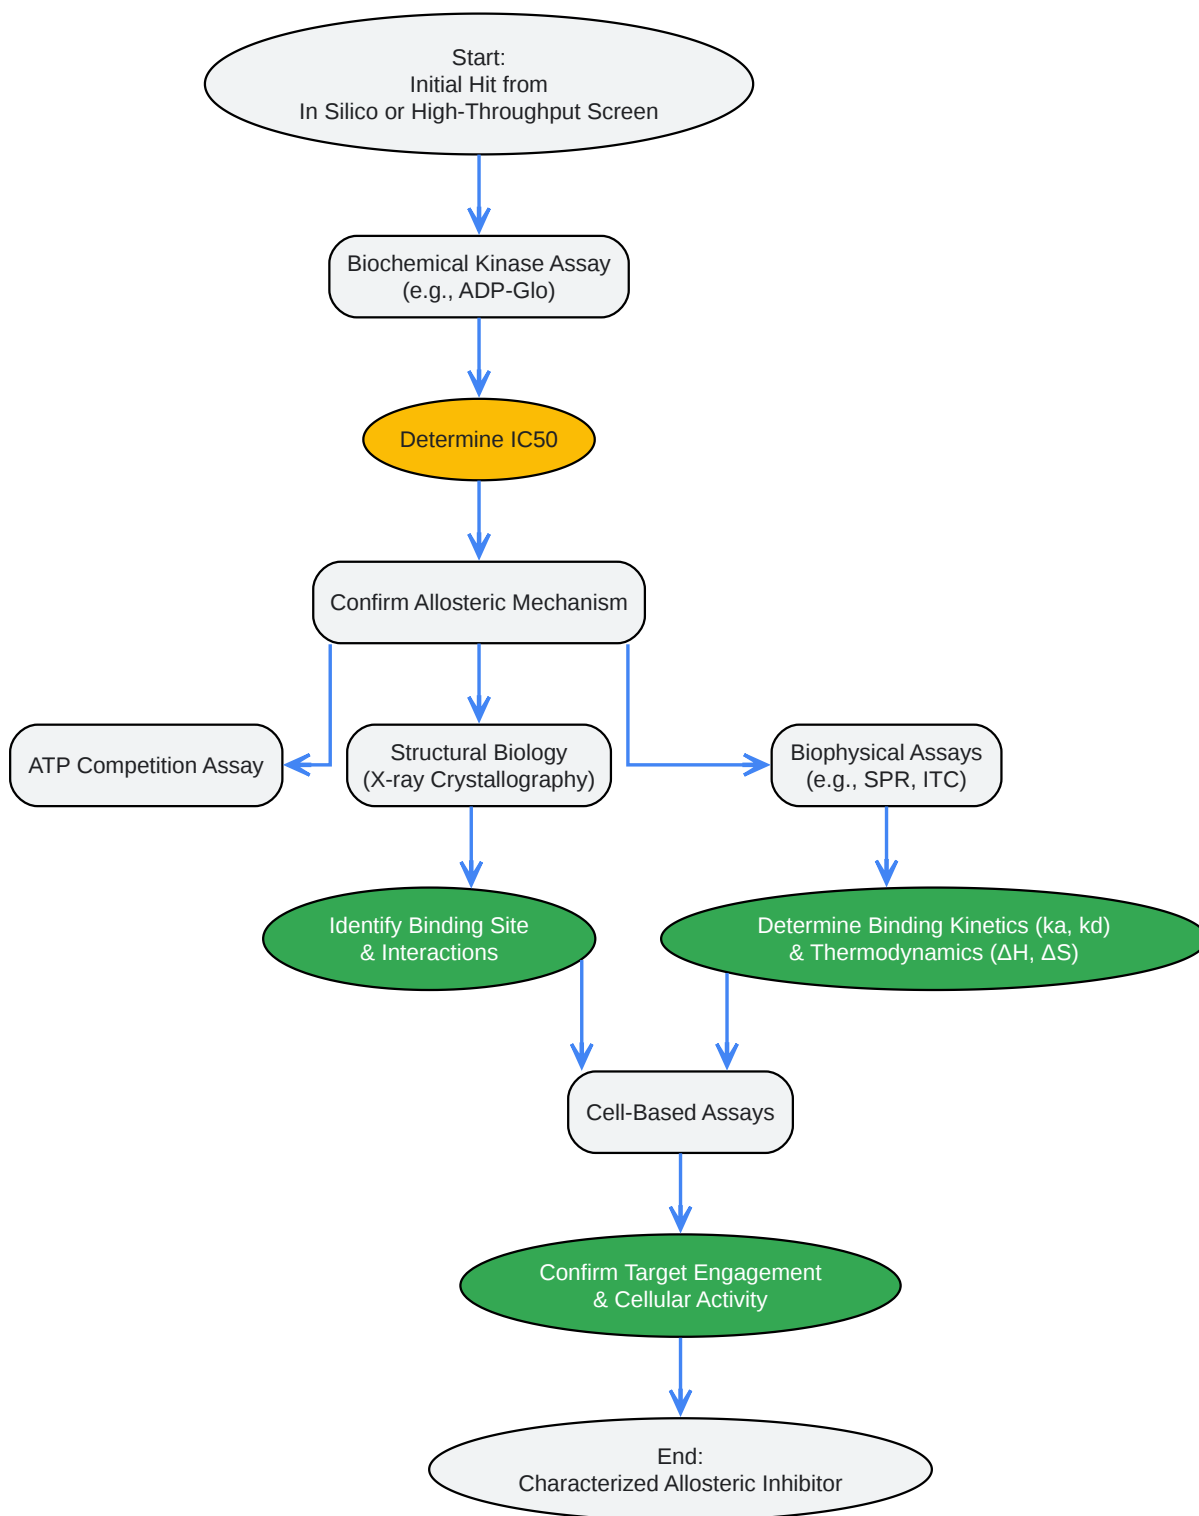 Start:
Initial Hit from
In Silico or High-Throughput Screen
Biochemical Kinase Assay
(e.g., ADP-Glo)
Determine IC50
Confirm Allosteric Mechanism
ATP Competition Assay
Structural Biology
(X-ray Crystallography)
Biophysical Assays
(e.g., SPR, ITC)
Identify Binding Site
& Interactions
Determine Binding Kinetics (ka, kd)
& Thermodynamics (ΔH, ΔS)
Cell-Based Assays
Confirm Target Engagement
& Cellular Activity
End:
Characterized Allosteric Inhibitor